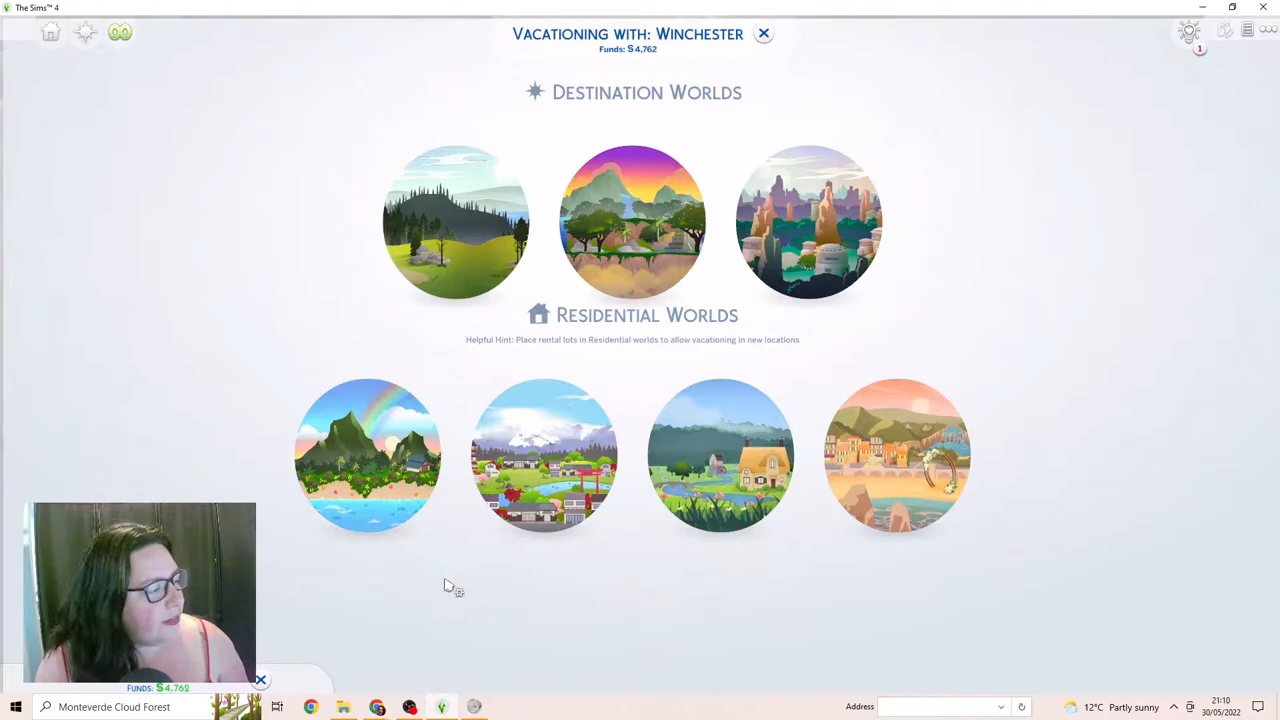 The Sims™ 4
VACATIONING WITH: WINCHESTER
Funds: $4,762
1
DESTINATION WORLDS
RESIDENTIAL WORLDS
Helpful Hint: Place rental lots in Residential worlds to allow vacationing in new locations
FUNDS: $4,762
Monteverde Cloud Forest
Address
12°C Partly sunny
21:10
30/05/2022